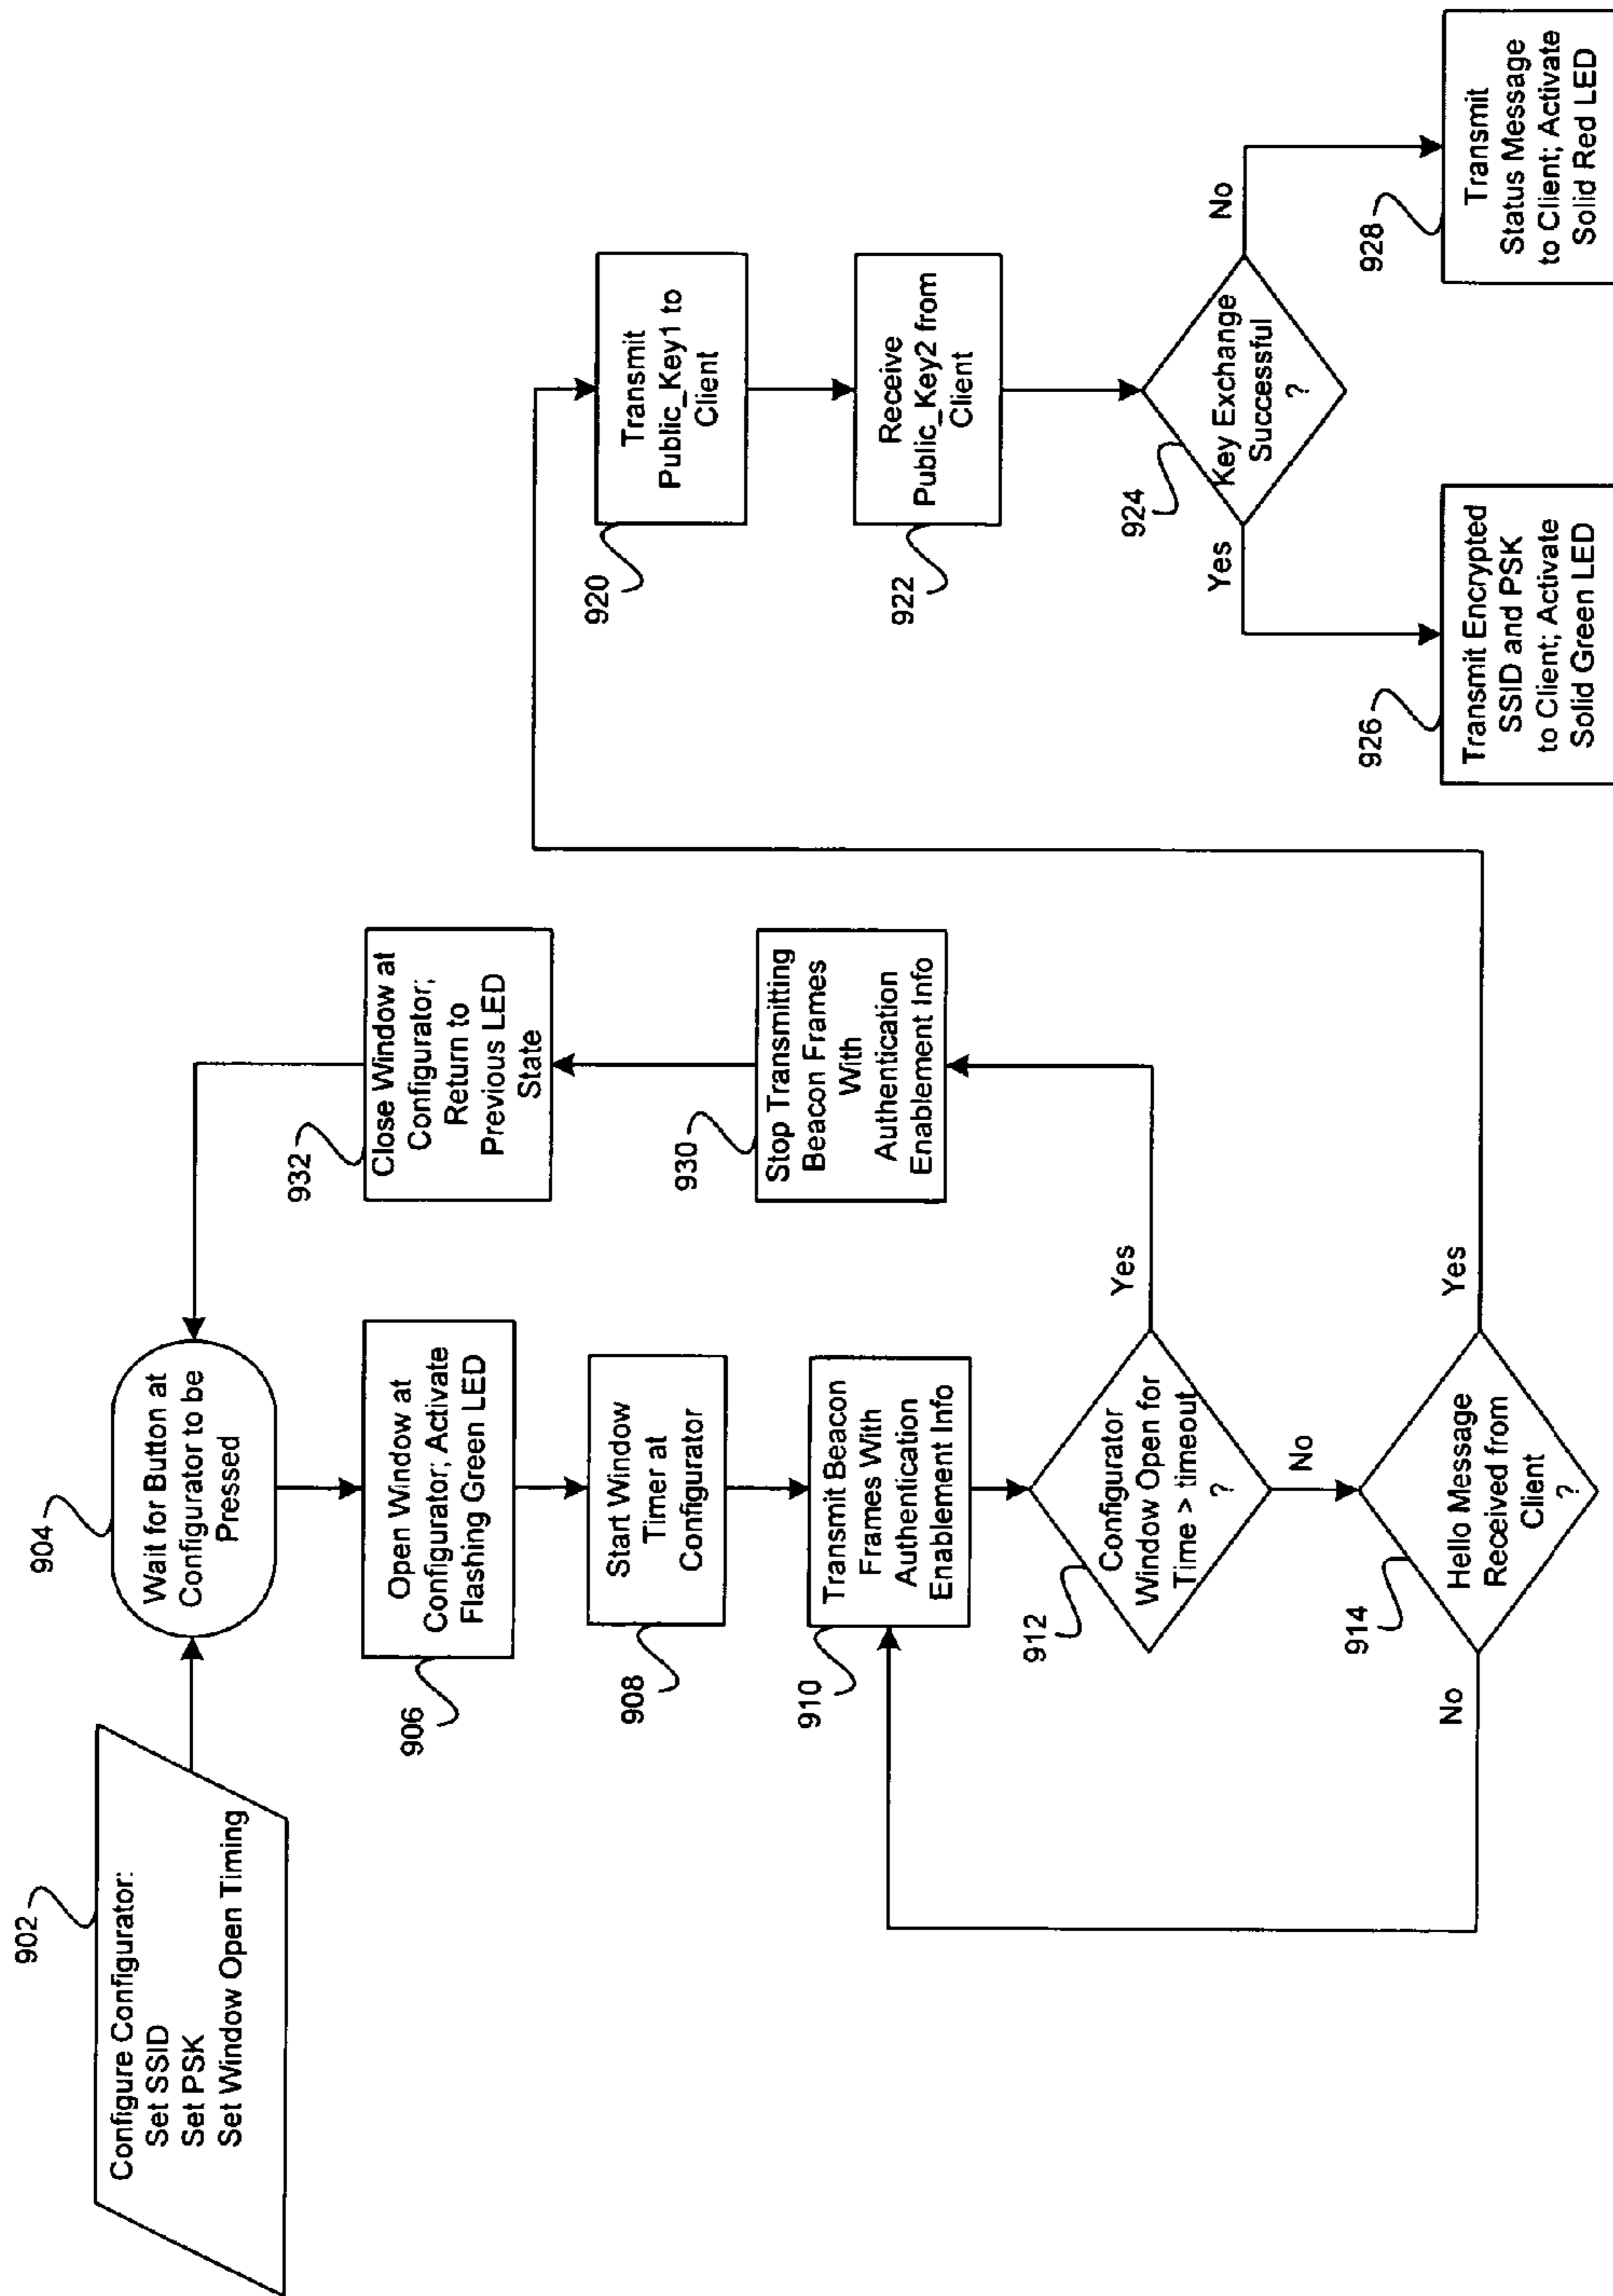 902
Configure Configurator:
Set SSID
Set PSK
Set Window Open Timing
904
Wait for Button at
Configurator to be
Pressed
906
Open Window at
Configurator; Activate
Flashing Green LED
908
Start Window
Timer at
Configurator
910
Transmit Beacon
Frames With
Authentication
Enablement Info
912
Configurator
Window Open for
Time > timeout
?
Yes
No
914
Hello Message
Received from
Client
?
No
Yes
932
Close Window at
Configurator;
Return to
Previous LED
State
930
Stop Transmitting
Beacon Frames
With
Authentication
Enablement Info
920
Transmit
Public_Key1 to
Client
922
Receive
Public_Key2 from
Client
924
Key Exchange
Successful
?
Yes
No
926
Transmit Encrypted
SSID and PSK
to Client; Activate
Solid Green LED
928
Transmit
Status Message
to Client; Activate
Solid Red LED